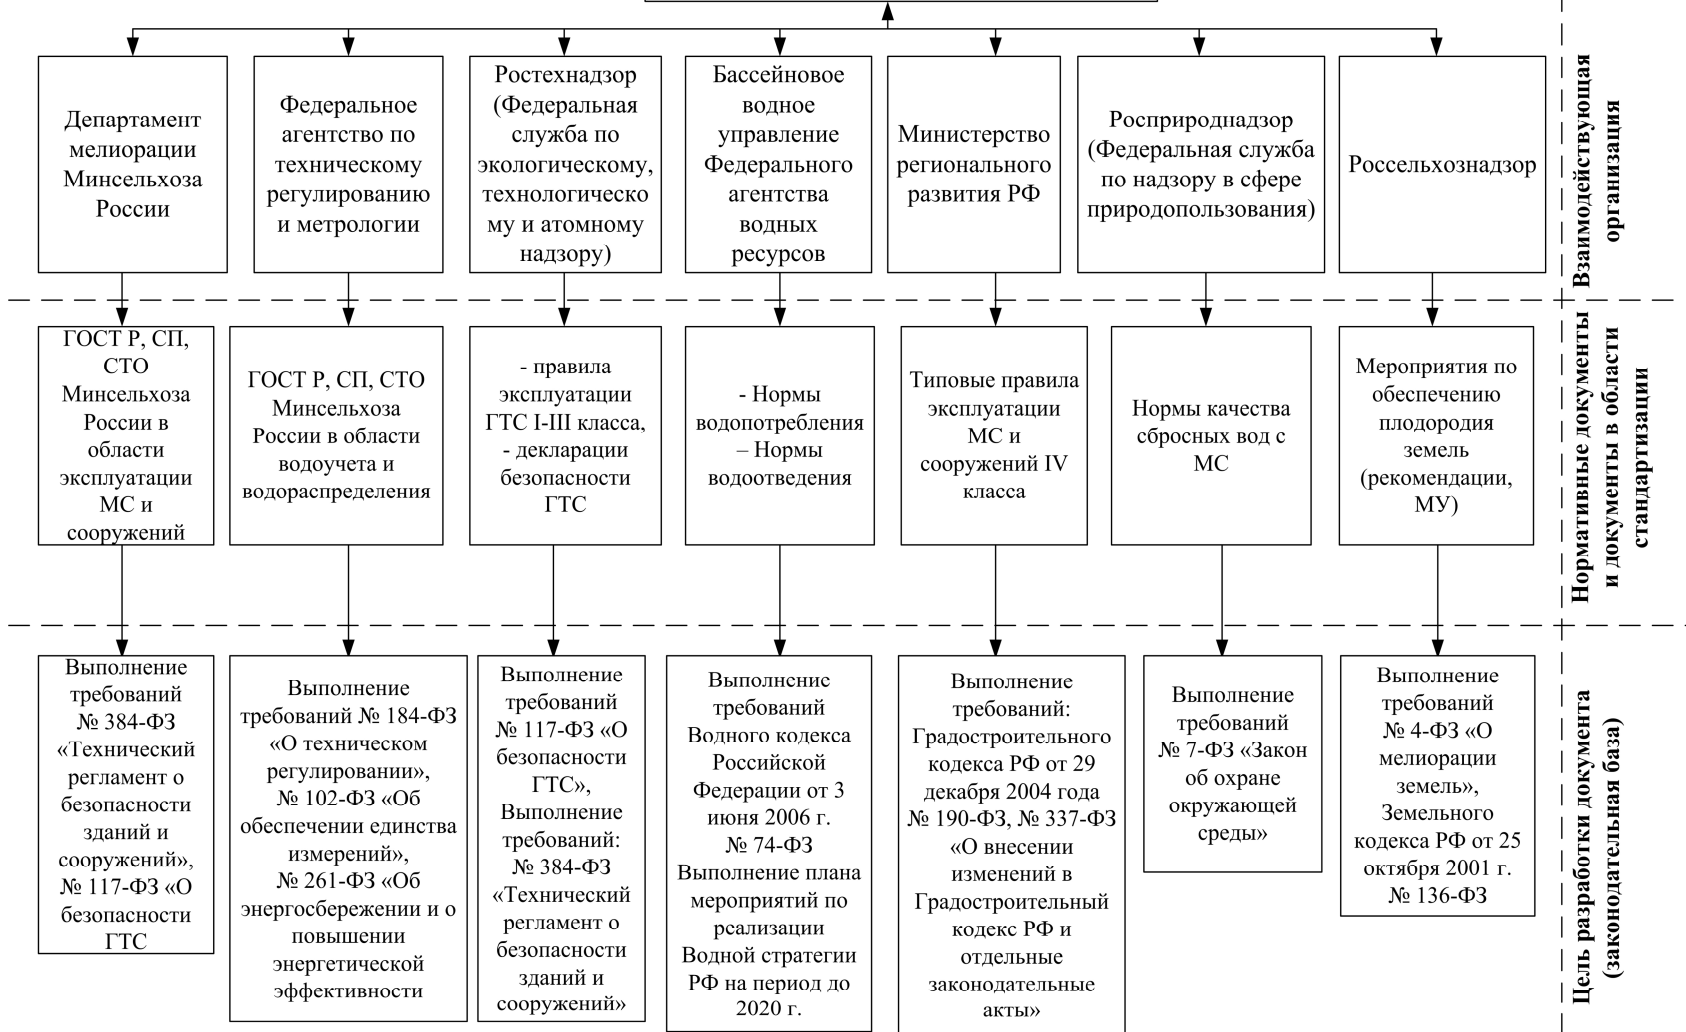 Департамент
мелиорации
Минсельхоза
России
Федеральное
агентство по
техническому
регулированию
и метрологии
Ростехнадзор
(Федеральная
служба по
экологическому,
технологическо
му и атомному
надзору)
Бассейновое
водное
управление
Федерального
агентства
водных
ресурсов
Министерство
регионального
развития РФ
Росприроднадзор
(Федеральная служба
по надзору в сфере
природопользования)
Россельхознадзор
Взаимодействующая
организация
ГОСТ Р, СП,
СТО
Минсельхоза
России в
области
эксплуатации
МС и
сооружений
ГОСТ Р, СП, СТО
Минсельхоза
России в области
водоучета и
водораспределения
- правила
эксплуатации
ГТС I-III класса,
- декларации
безопасности
ГТС
- Нормы
водопотребления
– Нормы
водоотведения
Типовые правила
эксплуатации
МС и
сооружений IV
класса
Нормы качества
сбросных вод с
МС
Мероприятия по
обеспечению
плодородия
земель
(рекомендации,
МУ)
Нормативные документы
и документы в области
стандартизации
Выполнение
требований
№ 384-ФЗ
«Технический
регламент о
безопасности
зданий и
сооружений»,
№ 117-ФЗ «О
безопасности
ГТС
Выполнение
требований № 184-ФЗ
«О техническом
регулировании»,
№ 102-ФЗ «Об
обеспечении единства
измерений»,
№ 261-ФЗ «Об
энергосбережении и о
повышении
энергетической
эффективности
Выполнение
требований
№ 117-ФЗ «О
безопасности
ГТС»,
Выполнение
требований:
№ 384-ФЗ
«Технический
регламент о
безопасности
зданий и
сооружений»
Выполнение
требований
Водного кодекса
Российской
Федерации от 3
июня 2006 г.
№ 74-ФЗ
Выполнение плана
мероприятий по
реализации
Водной стратегии
РФ на период до
2020 г.
Выполнение
требований:
Градостроительного
кодекса РФ от 29
декабря 2004 года
№ 190-ФЗ, № 337-ФЗ
«О внесении
изменений в
Градостроительный
кодекс РФ и
отдельные
законодательные
акты»
Выполнение
требований
№ 7-ФЗ «Закон
об охране
окружающей
среды»
Выполнение
требований
№ 4-ФЗ «О
мелиорации
земель»,
Земельного
кодекса РФ от 25
октября 2001 г.
№ 136-ФЗ
Цель разработки документа
(законодательная база)